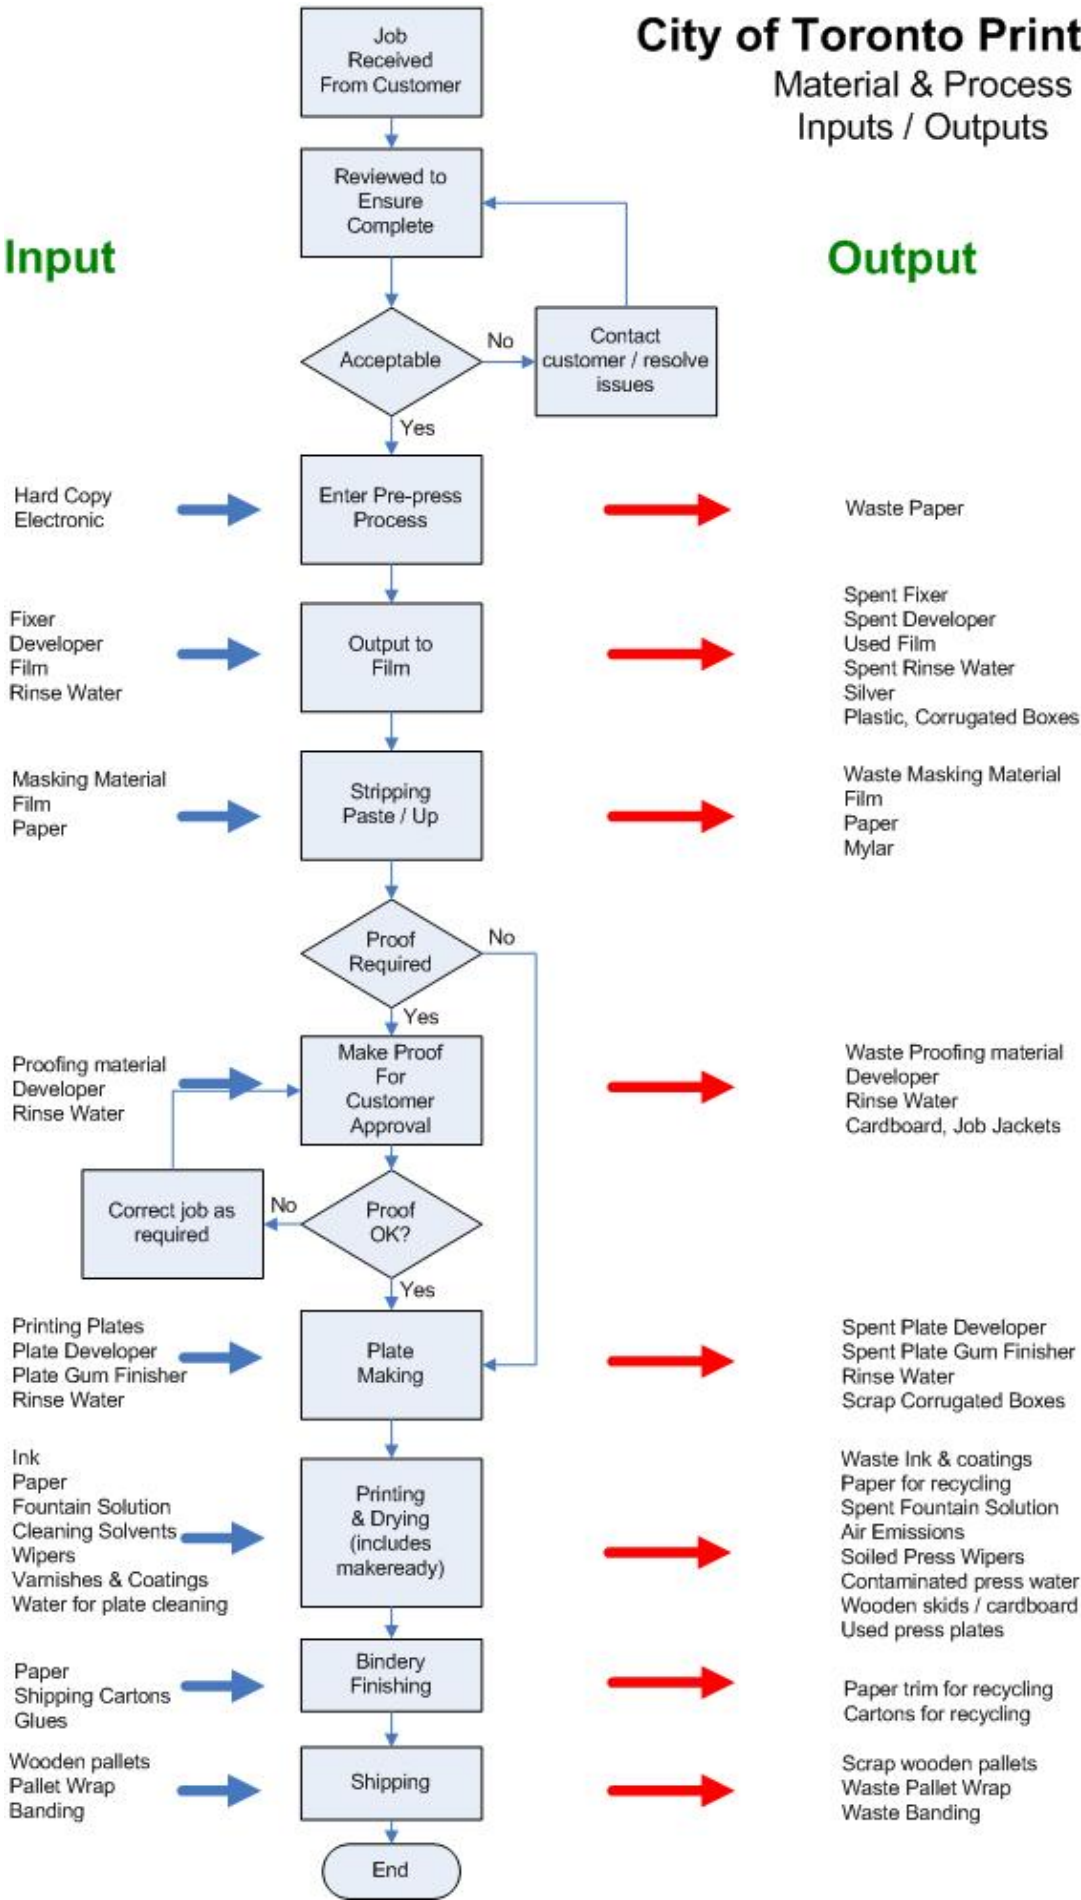 City of Toronto Print
Material & Process
Inputs / Outputs
Job
Received
From Customer
Reviewed to
Ensure
Complete
Input
Output
Acceptable
No
Contact
customer / resolve
issues
Yes
Hard Copy
Electronic
Enter Pre-press
Process
Waste Paper
Fixer
Developer
Film
Rinse Water
Output to
Film
Spent Fixer
Spent Developer
Used Film
Spent Rinse Water
Silver
Plastic, Corrugated Boxes
Masking Material
Film
Paper
Stripping
Paste / Up
Waste Masking Material
Film
Paper
Mylar
Proof
Required
No
Yes
Proofing material
Developer
Rinse Water
Make Proof
For
Customer
Approval
Waste Proofing material
Developer
Rinse Water
Cardboard, Job Jackets
Correct job as
required
No
Proof
OK?
Yes
Printing Plates
Plate Developer
Plate Gum Finisher
Rinse Water
Plate
Making
Spent Plate Developer
Spent Plate Gum Finisher
Rinse Water
Scrap Corrugated Boxes
Ink
Paper
Fountain Solution
Cleaning Solvents
Wipers
Varnishes & Coatings
Water for plate cleaning
Printing
& Drying
(includes
makeready)
Waste Ink & coatings
Paper for recycling
Spent Fountain Solution
Air Emissions
Soiled Press Wipers
Contaminated press water
Wooden skids / cardboard
Used press plates
Paper
Shipping Cartons
Glues
Bindery
Finishing
Paper trim for recycling
Cartons for recycling
Wooden pallets
Pallet Wrap
Banding
Shipping
Scrap wooden pallets
Waste Pallet Wrap
Waste Banding
End